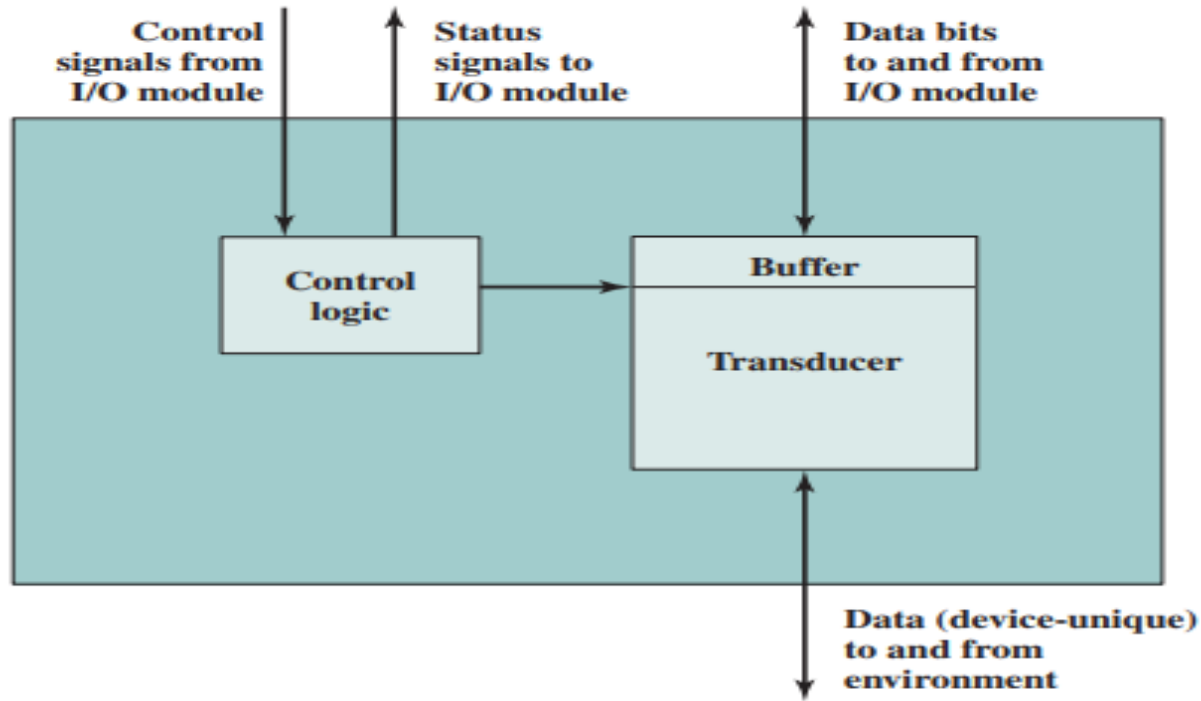 Control
signals from
I/O module
Status
signals to
I/O module
Data bits
to and from
I/O module
Control
logic
Buffer
Transducer
Data (device-unique)
to and from
environment